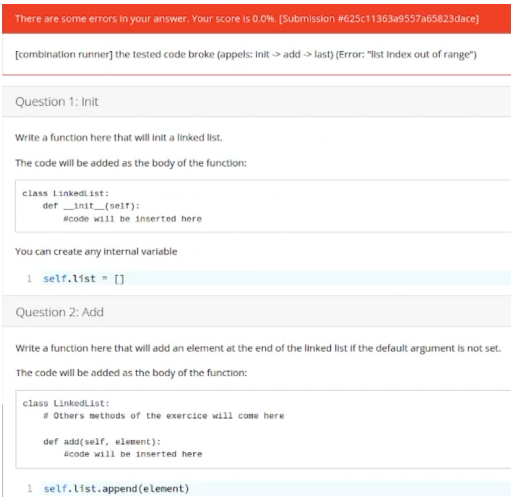 There are some errors in your answer. Your score is 0.0%. [Submission #625c11363a9557a65823dace]
[combination runner] the tested code broke (appels: init -> add -> last) (Error: "list index out of range")
Question 1: Init
Write a function here that will init a linked list.
The code will be added as the body of the function:
class LinkedList:
    def __init__(self):
        #code will be inserted here
You can create any internal variable
1 self.list = []
Question 2: Add
Write a function here that will add an element at the end of the linked list if the default argument is not set.
The code will be added as the body of the function:
class LinkedList:
    # Others methods of the exercice will come here
    def add(self, element):
        #code will be inserted here
1 self.list.append(element)